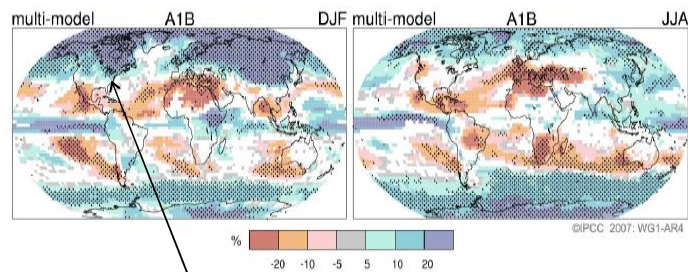 multi-model A1B DJF multi-model A1B JJA
©IPCC 2007: WG1-AR4
%
-20 -10 -5 5 10 20